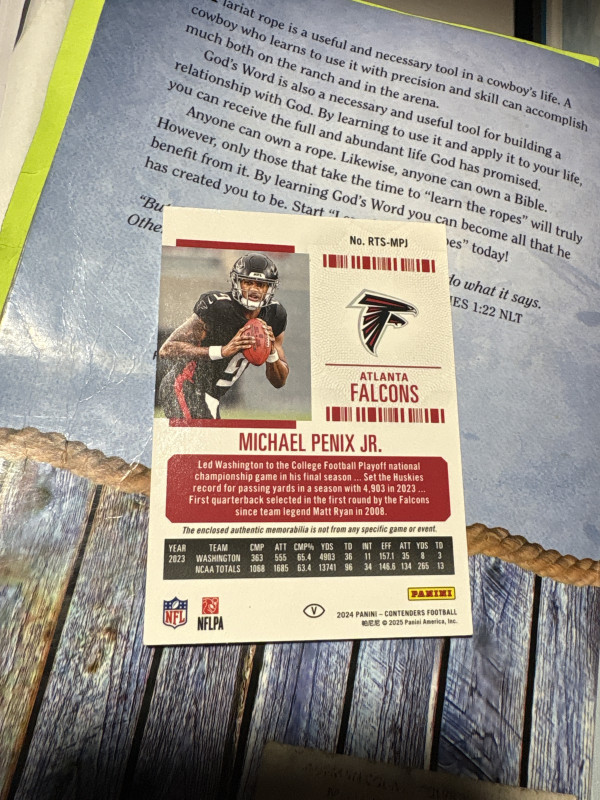 lariat rope is a useful and necessary tool in a cowboy's life. A
cowboy who learns to use it with precision and skill can accomplish
much both on the ranch and in the arena.
God's Word is also a necessary and useful tool for building a
relationship with God. By learning to use it and apply it to your life,
you can receive the full and abundant life God has promised.
Anyone can own a rope. Likewise, anyone can own a Bible.
However, only those that take the time to "learn the ropes" will truly
benefit from it. By learning God's Word you can become all that he
has created you to be. Start " es" today!
"Bu
do what it says.
Othe
ES 1:22 NLT
No. RTS-MPJ
9
ATLANTA
FALCONS
MICHAEL PENIX JR.
Led Washington to the College Football Playoff national
championship game in his final season ... Set the Huskies
record for passing yards in a season with 4,903 in 2023 ...
First quarterback selected in the first round by the Falcons
since team legend Matt Ryan in 2008.
The enclosed authentic memorabilia is not from any specific game or event.
YEAR TEAM CMP ATT CMP% YDS TD INT EFF ATT YDS TD
2023 WASHINGTON 363 555 65.4 4903 36 11 157.1 35 8 3
NCAA TOTALS 1068 1685 63.4 13741 96 34 146.6 134 265 13
PANINI
NFL
NFLPA
V
2024 PANINI – CONTENDERS FOOTBALL
帕尼尼 © 2025 Panini America, Inc.